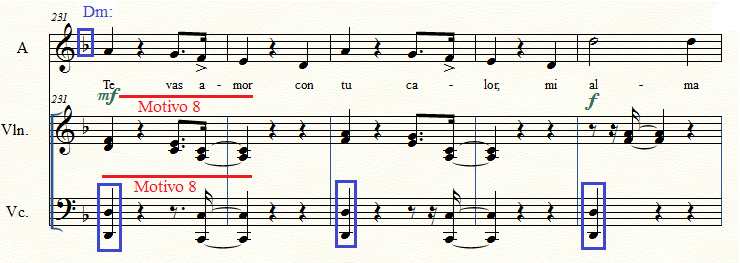 231
Dm:
A
Te vas a - mor con tu ca - lor, mi al - ma
mf
Motivo 8
f
231
Vln.
Motivo 8
Vc.